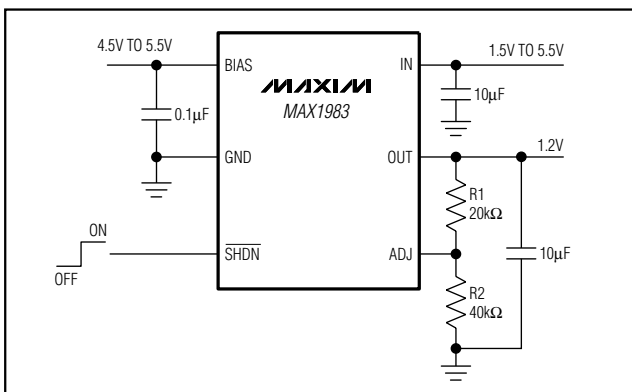 4.5V TO 5.5V
BIAS
IN
1.5V TO 5.5V
MAXIM
MAX1983
0.1µF
10µF
GND
OUT
1.2V
R1
20kΩ
ON
OFF
SHDN
ADJ
10µF
R2
40kΩ